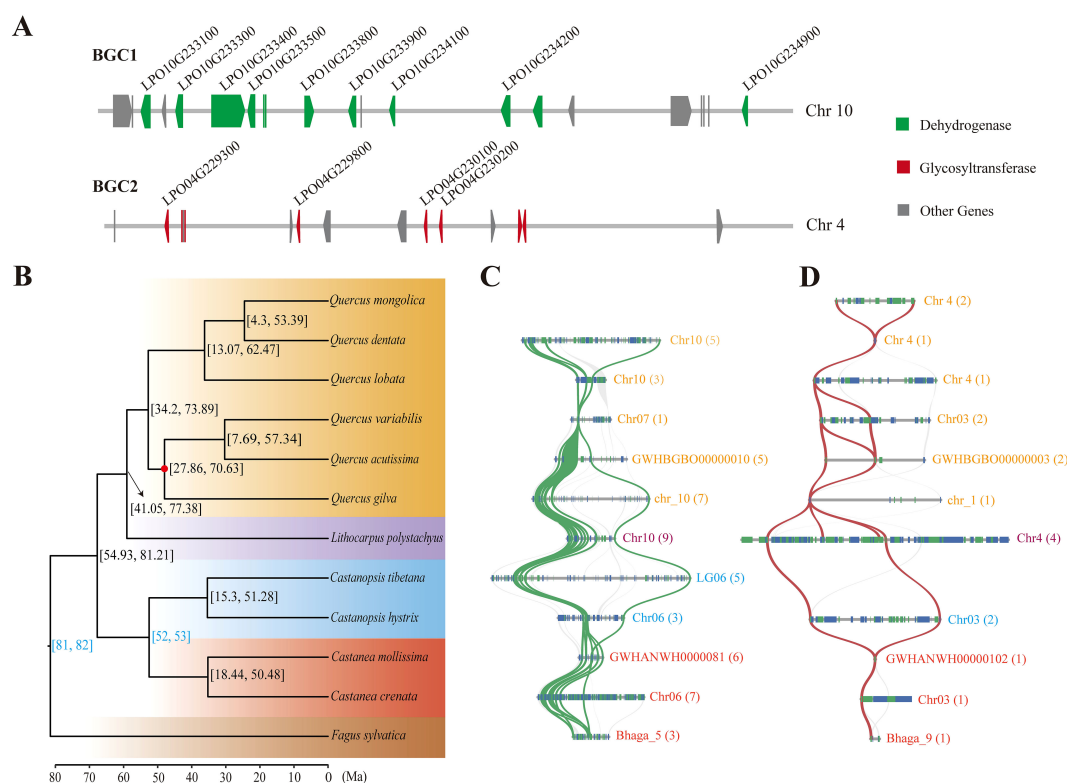 A
BGC1
LPO10G233100
LPO10G233300
LPO10G233400
LPO10G233500
LPO10G233800
LPO10G233900
LPO10G234100
LPO10G234200
LPO10G234900
Chr 10
BGC2
LPO04G229300
LPO04G229800
LPO04G230100
LPO04G230200
Chr 4
Dehydrogenase
Glycosyltransferase
Other Genes
B
Quercus mongolica
[4.3, 53.39]
Quercus dentata
[13.07, 62.47]
Quercus lobata
[34.2, 73.89]
Quercus variabilis
[7.69, 57.34]
Quercus acutissima
[27.86, 70.63]
Quercus gilva
[41.05, 77.38]
Lithocarpus polystachyus
[54.93, 81.21]
Castanopsis tibetana
[15.3, 51.28]
Castanopsis hystrix
[81, 82]
[52, 53]
Castanea mollissima
[18.44, 50.48]
Castanea crenata
Fagus sylvatica
80 70 60 50 40 30 20 10 0 (Ma)
C
Chr10 (5)
Chr10 (3)
Chr07 (1)
GWHBGBO00000010 (5)
chr_10 (7)
Chr10 (9)
LG06 (5)
Chr06 (3)
GWHANWH0000081 (6)
Chr06 (7)
Bhaga_5 (3)
D
Chr 4 (2)
Chr 4 (1)
Chr 4 (1)
Chr03 (2)
GWHBGBO00000003 (2)
chr_1 (1)
Chr4 (4)
Chr03 (2)
GWHANWH00000102 (1)
Chr03 (1)
Bhaga_9 (1)